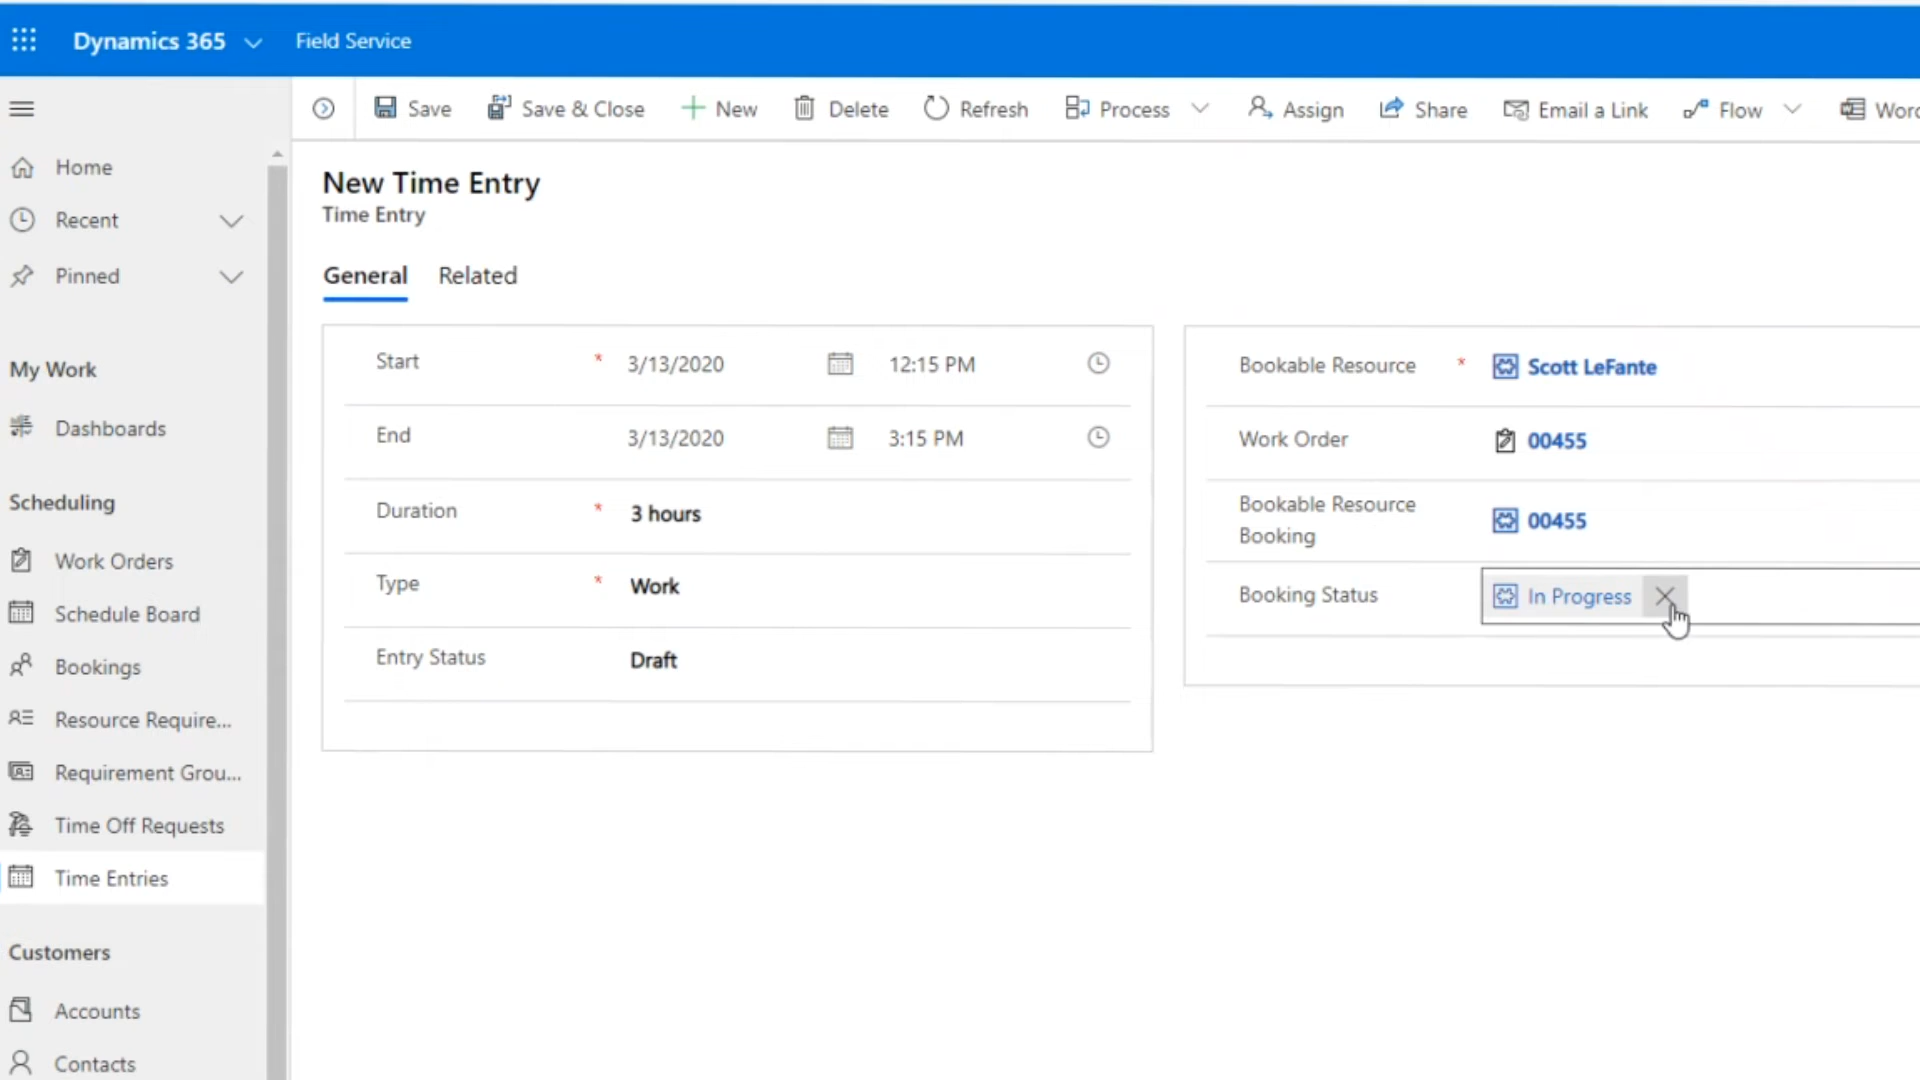 Dynamics 365 Field Service
Save Save & Close New Delete Refresh Process Assign Share Email a Link Flow
Home
Recent
Pinned
My Work
Dashboards
Scheduling
Work Orders
Schedule Board
Bookings
Resource Require...
Requirement Grou...
Time Off Requests
Time Entries
Customers
Accounts
Contacts
New Time Entry
Time Entry
General Related
Start * 3/13/2020 12:15 PM
End 3/13/2020 3:15 PM
Duration * 3 hours
Type * Work
Entry Status Draft
Bookable Resource * Scott LeFante
Work Order 00455
Bookable Resource
Booking 00455
Booking Status In Progress